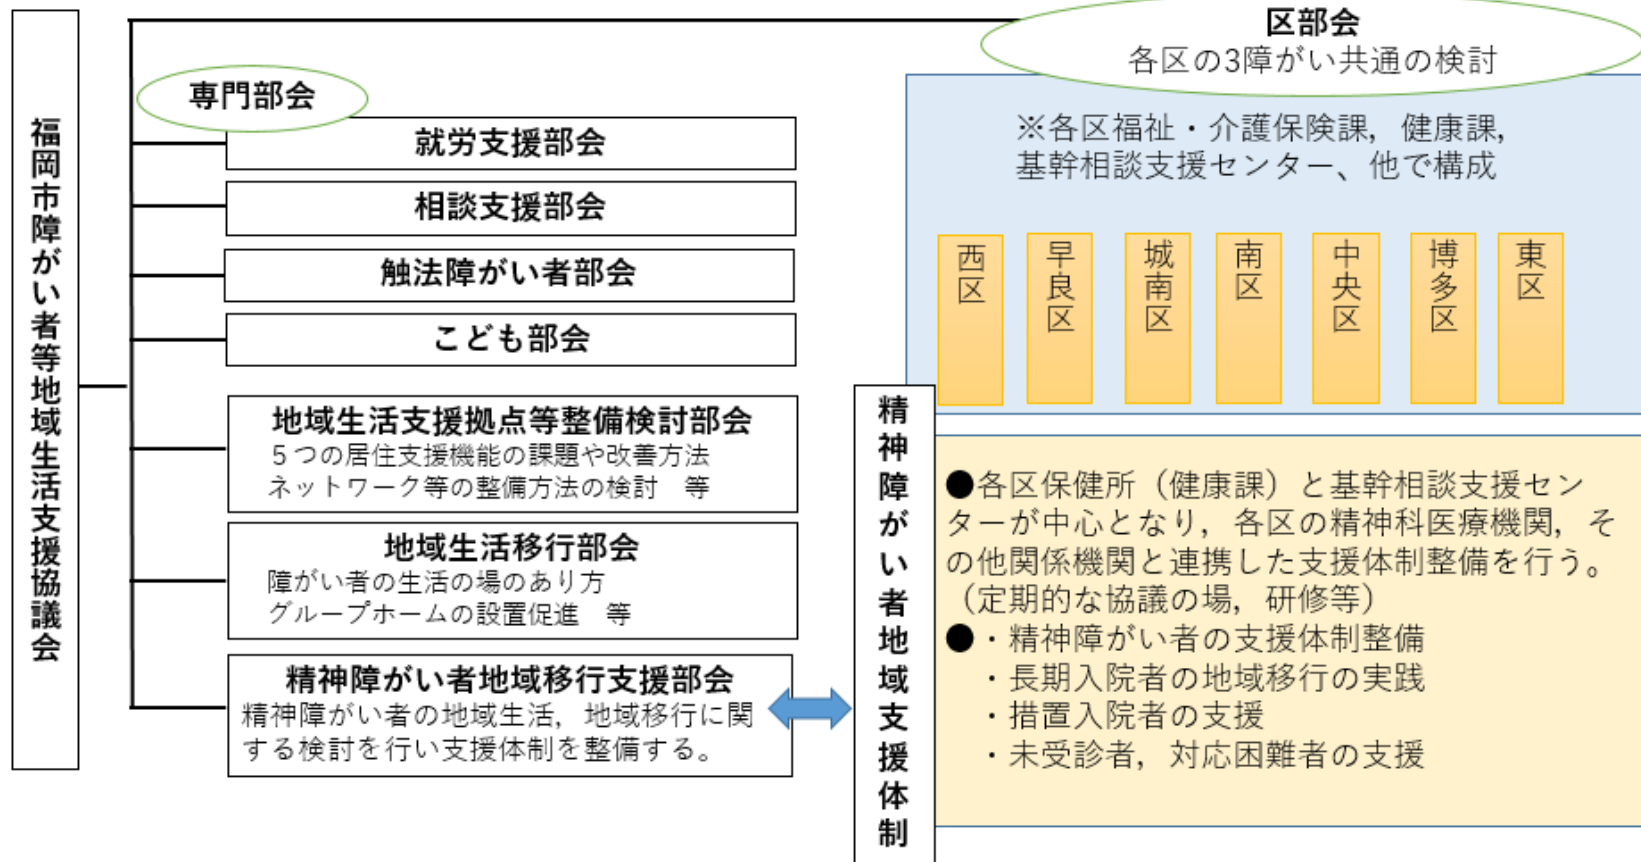 福岡市障がい者等地域生活支援協議会
専門部会
就労支援部会
相談支援部会
触法障がい者部会
こども部会
地域生活支援拠点等整備検討部会
５つの居住支援機能の課題や改善方法
ネットワーク等の整備方法の検討　等
地域生活移行部会
障がい者の生活の場のあり方
グループホームの設置促進　等
精神障がい者地域移行支援部会
精神障がい者の地域生活，地域移行に関
する検討を行い支援体制を整備する。
区部会
各区の3障がい共通の検討
※各区福祉・介護保険課，健康課，
基幹相談支援センター、他で構成
西区
早良区
城南区
南区
中央区
博多区
東区
精神障がい者地域支援体制
●各区保健所（健康課）と基幹相談支援セン
ターが中心となり，各区の精神科医療機関，そ
の他関係機関と連携した支援体制整備を行う。
（定期的な協議の場，研修等）
●・精神障がい者の支援体制整備
・長期入院者の地域移行の実践
・措置入院者の支援
・未受診者，対応困難者の支援